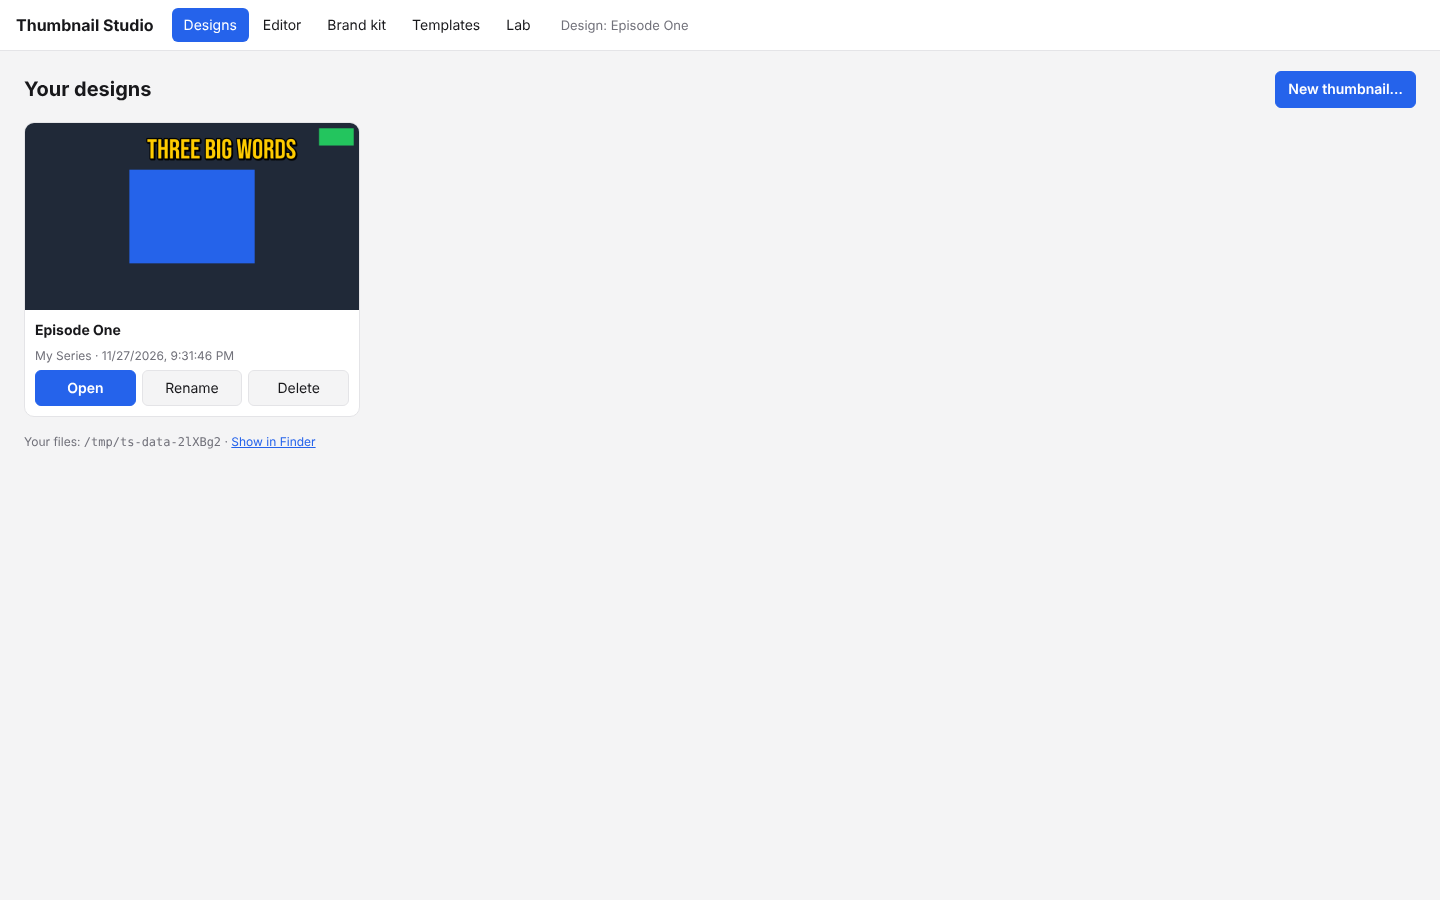 Thumbnail Studio Designs Editor Brand kit Templates Lab Design: Episode One
Your designs New thumbnail...
THREE BIG WORDS
Episode One
My Series · 11/27/2026, 9:31:46 PM
Open Rename Delete
Your files: /tmp/ts-data-2lXBg2 · Show in Finder